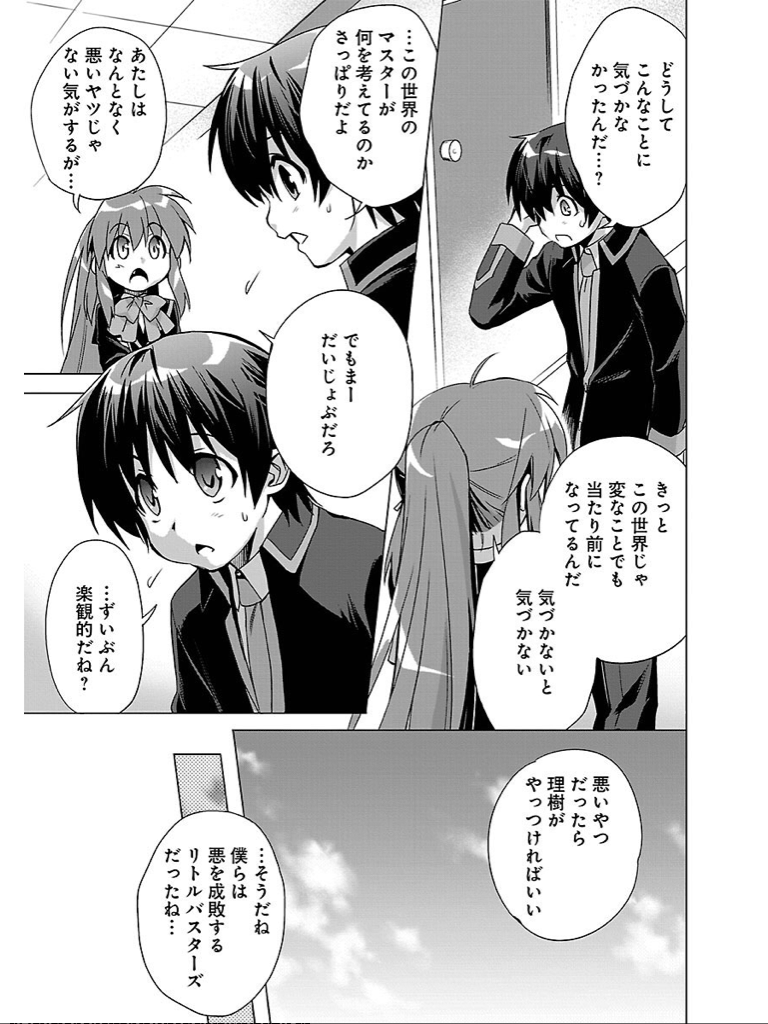 どうして
こんなことに
気づかな
かったんだ…?
きっと
この世界じゃ
変なことでも
当たり前に
なってるんだ
気づかないと
気づかない
…この世界の
マスターが
何を考えてるのか
さっぱりだよ
あたしは
なんとなく
悪いヤツじゃ
ない気がするが…
でもまー
だいじょぶだろ
…ずいぶん
楽観的だね?
悪いやつ
だったら
理樹が
やっつければいい
…そうだね
僕らは
悪を成敗する
リトルバスターズ
だったね…